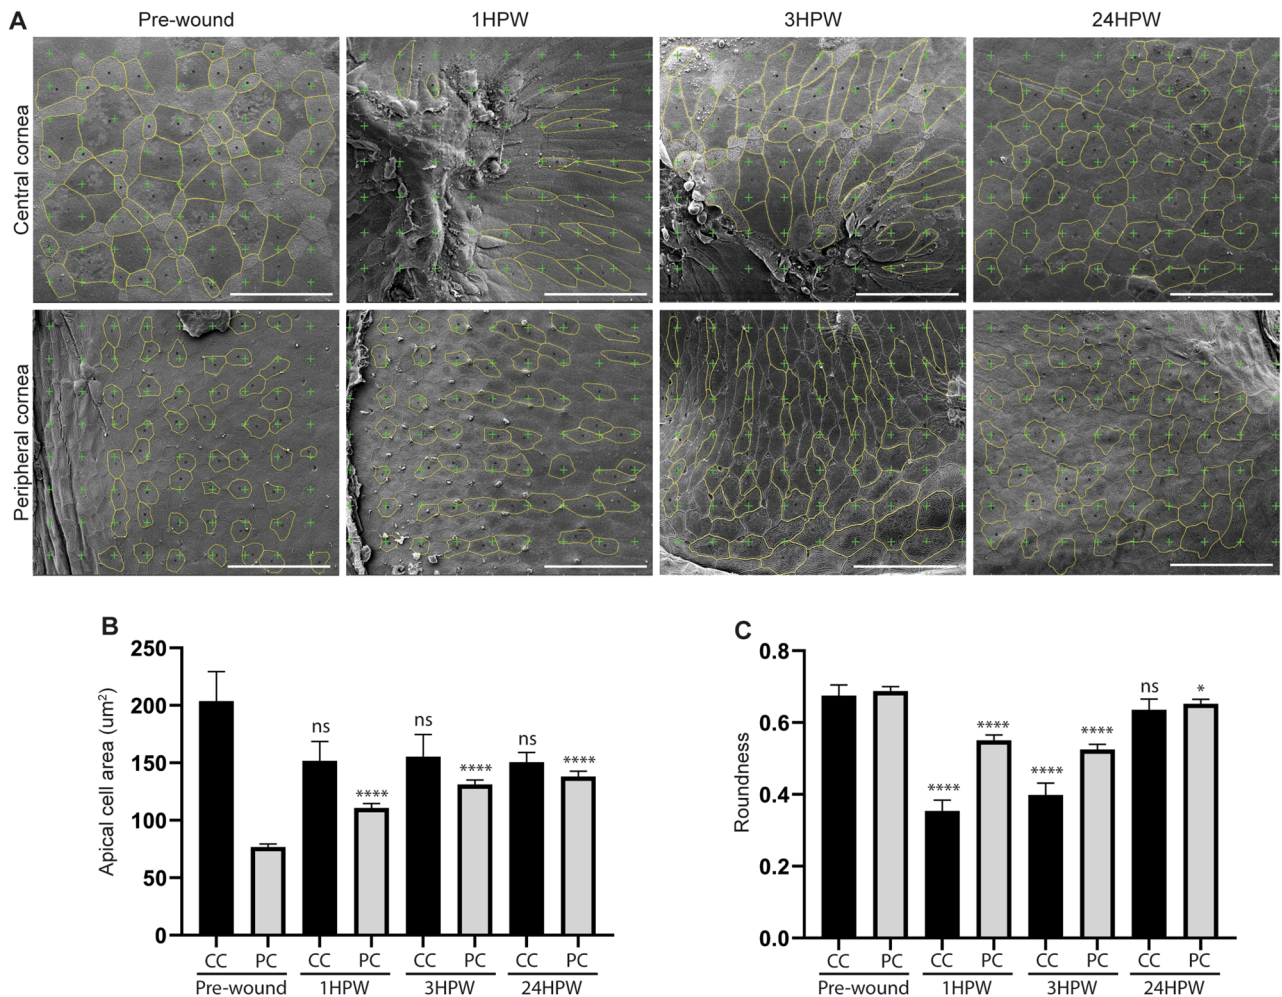 A
Pre-wound 1HPW 3HPW 24HPW
Central cornea
Peripheral cornea
B
Apical cell area (um²)
250
200
150
100
50
0
ns ns ns
**** **** ****
CC PC CC PC CC PC CC PC
Pre-wound 1HPW 3HPW 24HPW
C
Roundness
0.8
0.6
0.4
0.2
0.0
**** **** **** **** ns *
CC PC CC PC CC PC CC PC
Pre-wound 1HPW 3HPW 24HPW